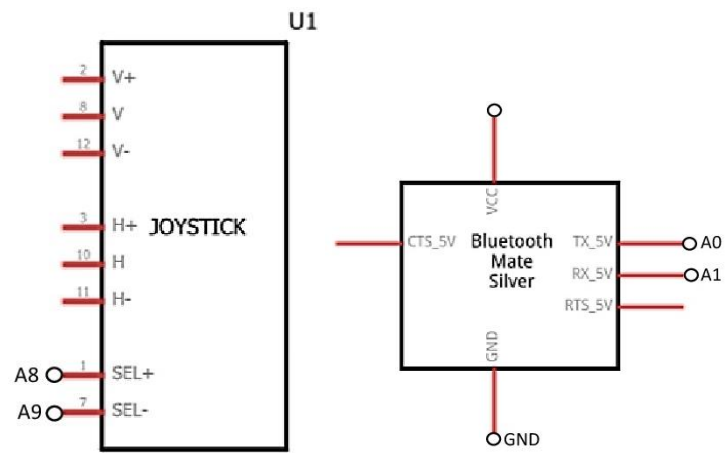 U1
2 V+
8 V
12 V-
3 H+
JOYSTICK
10 H
11 H-
A8 1 SEL+
A9 7 SEL-
VCC
CTS_5V
Bluetooth
Mate
Silver
TX_5V A0
RX_5V A1
RTS_5V
GND
GND